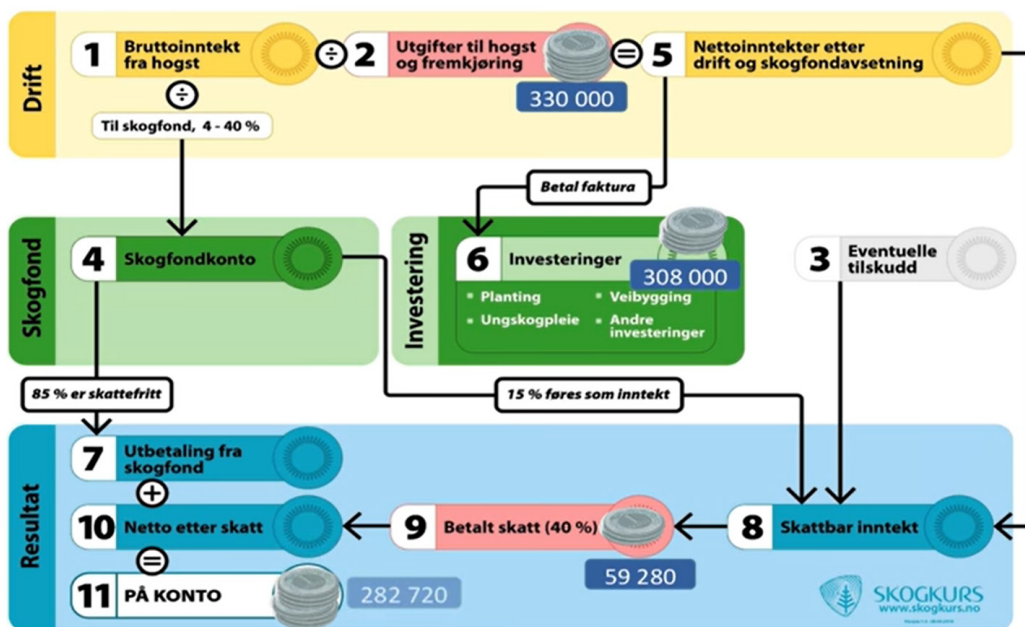 Drift
1 Bruttoinntekt
fra hogst
÷
2 Utgifter til hogst
og fremkjøring
330 000
=
5 Nettoinntekter etter
drift og skogfondavsetning
÷
Til skogfond, 4 - 40 %
Betal faktura
Skogfond
4 Skogfondkonto
Investering
6 Investeringer
308 000
▪ Planting
▪ Veibygging
▪ Ungskogpleie
▪ Andre
investeringer
3 Eventuelle
tilskudd
85 % er skattefritt
15 % føres som inntekt
Resultat
7 Utbetaling fra
skogfond
+
10 Netto etter skatt
9 Betalt skatt (40 %)
59 280
8 Skattbar inntekt
=
11 PÅ KONTO
282 720
SKOGKURS
www.skogkurs.no